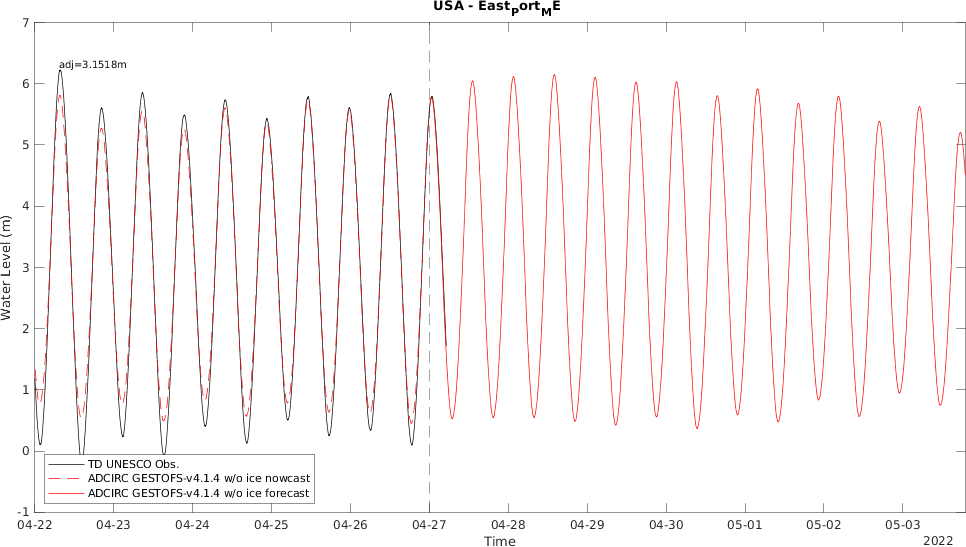 USA - EastPortME
7
adj=3.1518m
6
5
4
3
2
1
0
-1
Water Level (m)
TD UNESCO Obs.
ADCIRC GESTOFS-v4.1.4 w/o ice nowcast
ADCIRC GESTOFS-v4.1.4 w/o ice forecast
04-22 04-23 04-24 04-25 04-26 04-27 04-28 04-29 04-30 05-01 05-02 05-03
Time
2022